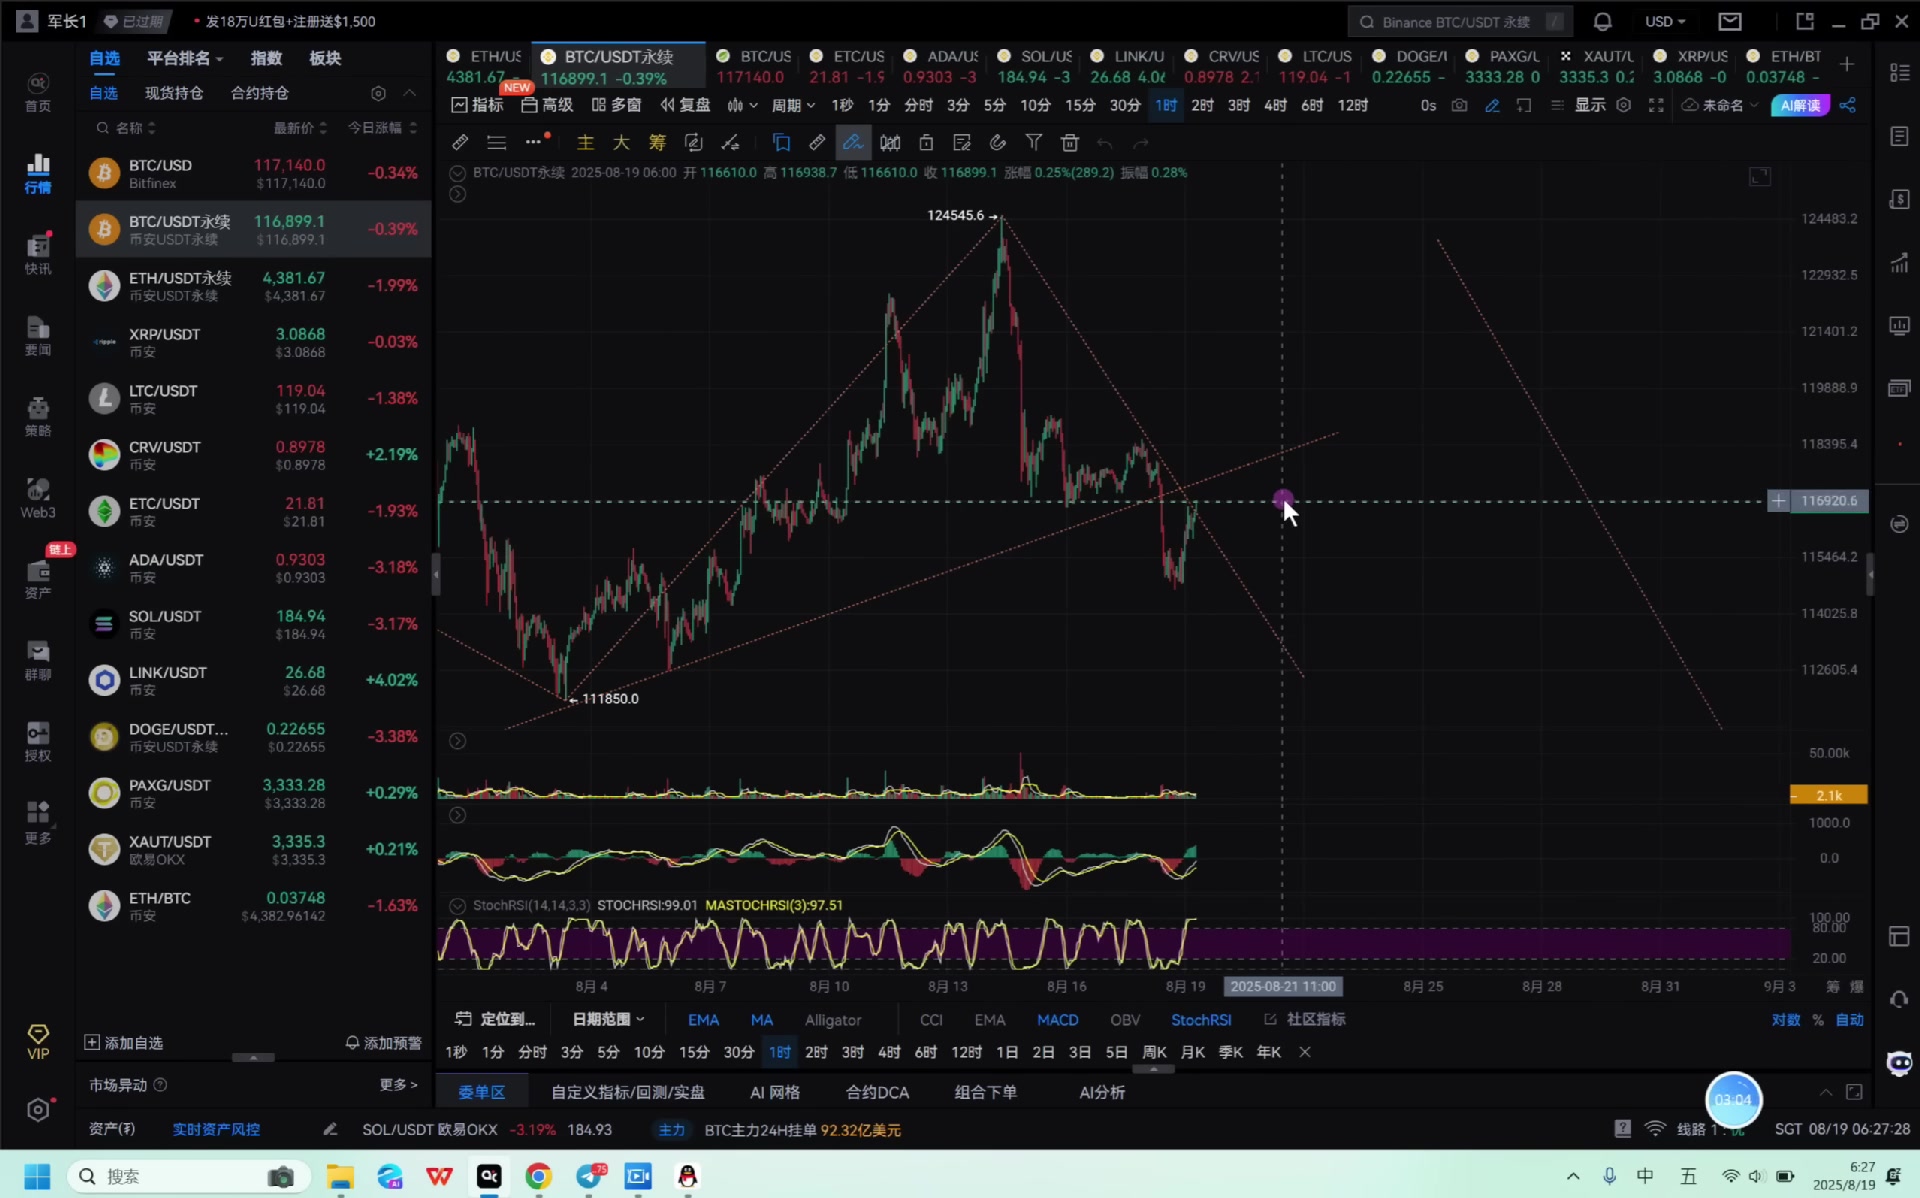 军长1 已过期 • 发18万U红包+注册送$1,500
Binance BTC/USDT 永续 / USD
首页
行情
快讯
要闻
策略
Web3
链上
资产
群聊
授权
更多
VIP
自选 平台排名 指数 板块
自选 现货持仓 合约持仓
名称 最新价 今日涨幅
BTC/USD 117,140.0 -0.34%
Bitfinex $117,140.0
BTC/USDT永续 116,899.1 -0.39%
币安USDT永续 $116,899.1
ETH/USDT永续 4,381.67 -1.99%
币安USDT永续 $4,381.67
XRP/USDT 3.0868 -0.03%
币安 $3.0868
LTC/USDT 119.04 -1.38%
币安 $119.04
CRV/USDT 0.8978 +2.19%
币安 $0.8978
ETC/USDT 21.81 -1.93%
币安 $21.81
ADA/USDT 0.9303 -3.18%
币安 $0.9303
SOL/USDT 184.94 -3.17%
币安 $184.94
LINK/USDT 26.68 +4.02%
币安 $26.68
DOGE/USDT... 0.22655 -3.38%
币安USDT永续 $0.22655
PAXG/USDT 3,333.28 +0.29%
币安 $3,333.28
XAUT/USDT 3,335.3 +0.21%
欧易OKX $3,335.3
ETH/BTC 0.03748 -1.63%
币安 $4,382.96142
添加自选 添加预警
市场异动 更多 >
资产(₮) 实时资产风控
ETH/US BTC/USDT永续 BTC/US ETC/US ADA/US SOL/US LINK/U CRV/US LTC/US DOGE/I PAXG/L XAUT/L XRP/US ETH/BT
4381.67 - 116899.1 -0.39% 117140.0 21.81 -1.9 0.9303 -3 184.94 -3 26.68 4.0 0.8978 2.1 119.04 -1 0.22655 - 3333.28 0 3335.3 0.2 3.0868 -0 0.03748 -
NEW
指标 高级 多窗 复盘 周期 1秒 1分 分时 3分 5分 10分 15分 30分 1时 2时 3时 4时 6时 12时 0s 显示 未命名 AI解读
主 大 筹
BTC/USDT永续 2025-08-19 06:00 开 116610.0 高 116938.7 低 116610.0 收 116899.1 涨幅 0.25%(289.2) 振幅 0.28%
124545.6
111850.0
124483.2
122932.5
121401.2
119888.9
118395.4
116920.6
115464.2
114025.8
112605.4
50.00k
2.1k
1000.0
0.0
StochRSI(14,14,3,3) STOCHRSI:99.01 MASTOCHRSI(3):97.51
100.00
80.00
20.00
8月 4 8月 7 8月 10 8月 13 8月 16 8月 19 2025-08-21 11:00 8月 25 8月 28 8月 31 9月 3 筹 爆
定位到... 日期范围 EMA MA Alligator CCI EMA MACD OBV StochRSI 社区指标 对数 % 自动
1秒 1分 分时 3分 5分 10分 15分 30分 1时 2时 3时 4时 6时 12时 1日 2日 3日 5日 周K 月K 季K 年K
委单区 自定义指标/回测/实盘 AI 网格 合约DCA 组合下单 AI分析
03:04
SOL/USDT 欧易OKX -3.19% 184.93 主力 BTC主力24H挂单 92.32亿美元
线路 1: SGT 08/19 06:27:28
搜索
75
中 五
6:27
2025/8/19